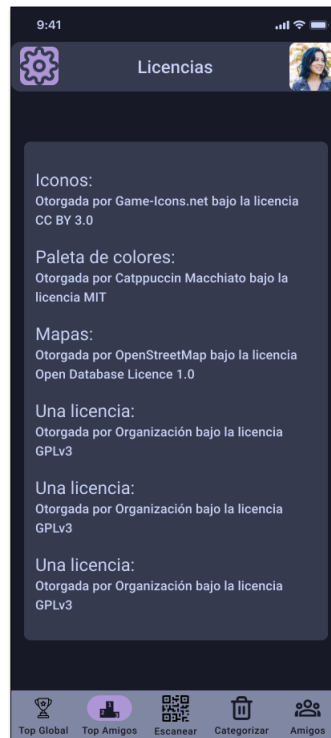 9:41
Licencias
Iconos:
Otorgada por Game-Icons.net bajo la licencia
CC BY 3.0
Paleta de colores:
Otorgada por Catppuccin Macchiato bajo la
licencia MIT
Mapas:
Otorgada por OpenStreetMap bajo la licencia
Open Database Licence 1.0
Una licencia:
Otorgada por Organización bajo la licencia
GPLv3
Una licencia:
Otorgada por Organización bajo la licencia
GPLv3
Una licencia:
Otorgada por Organización bajo la licencia
GPLv3
Top Global Top Amigos Escanear Categorizar Amigos